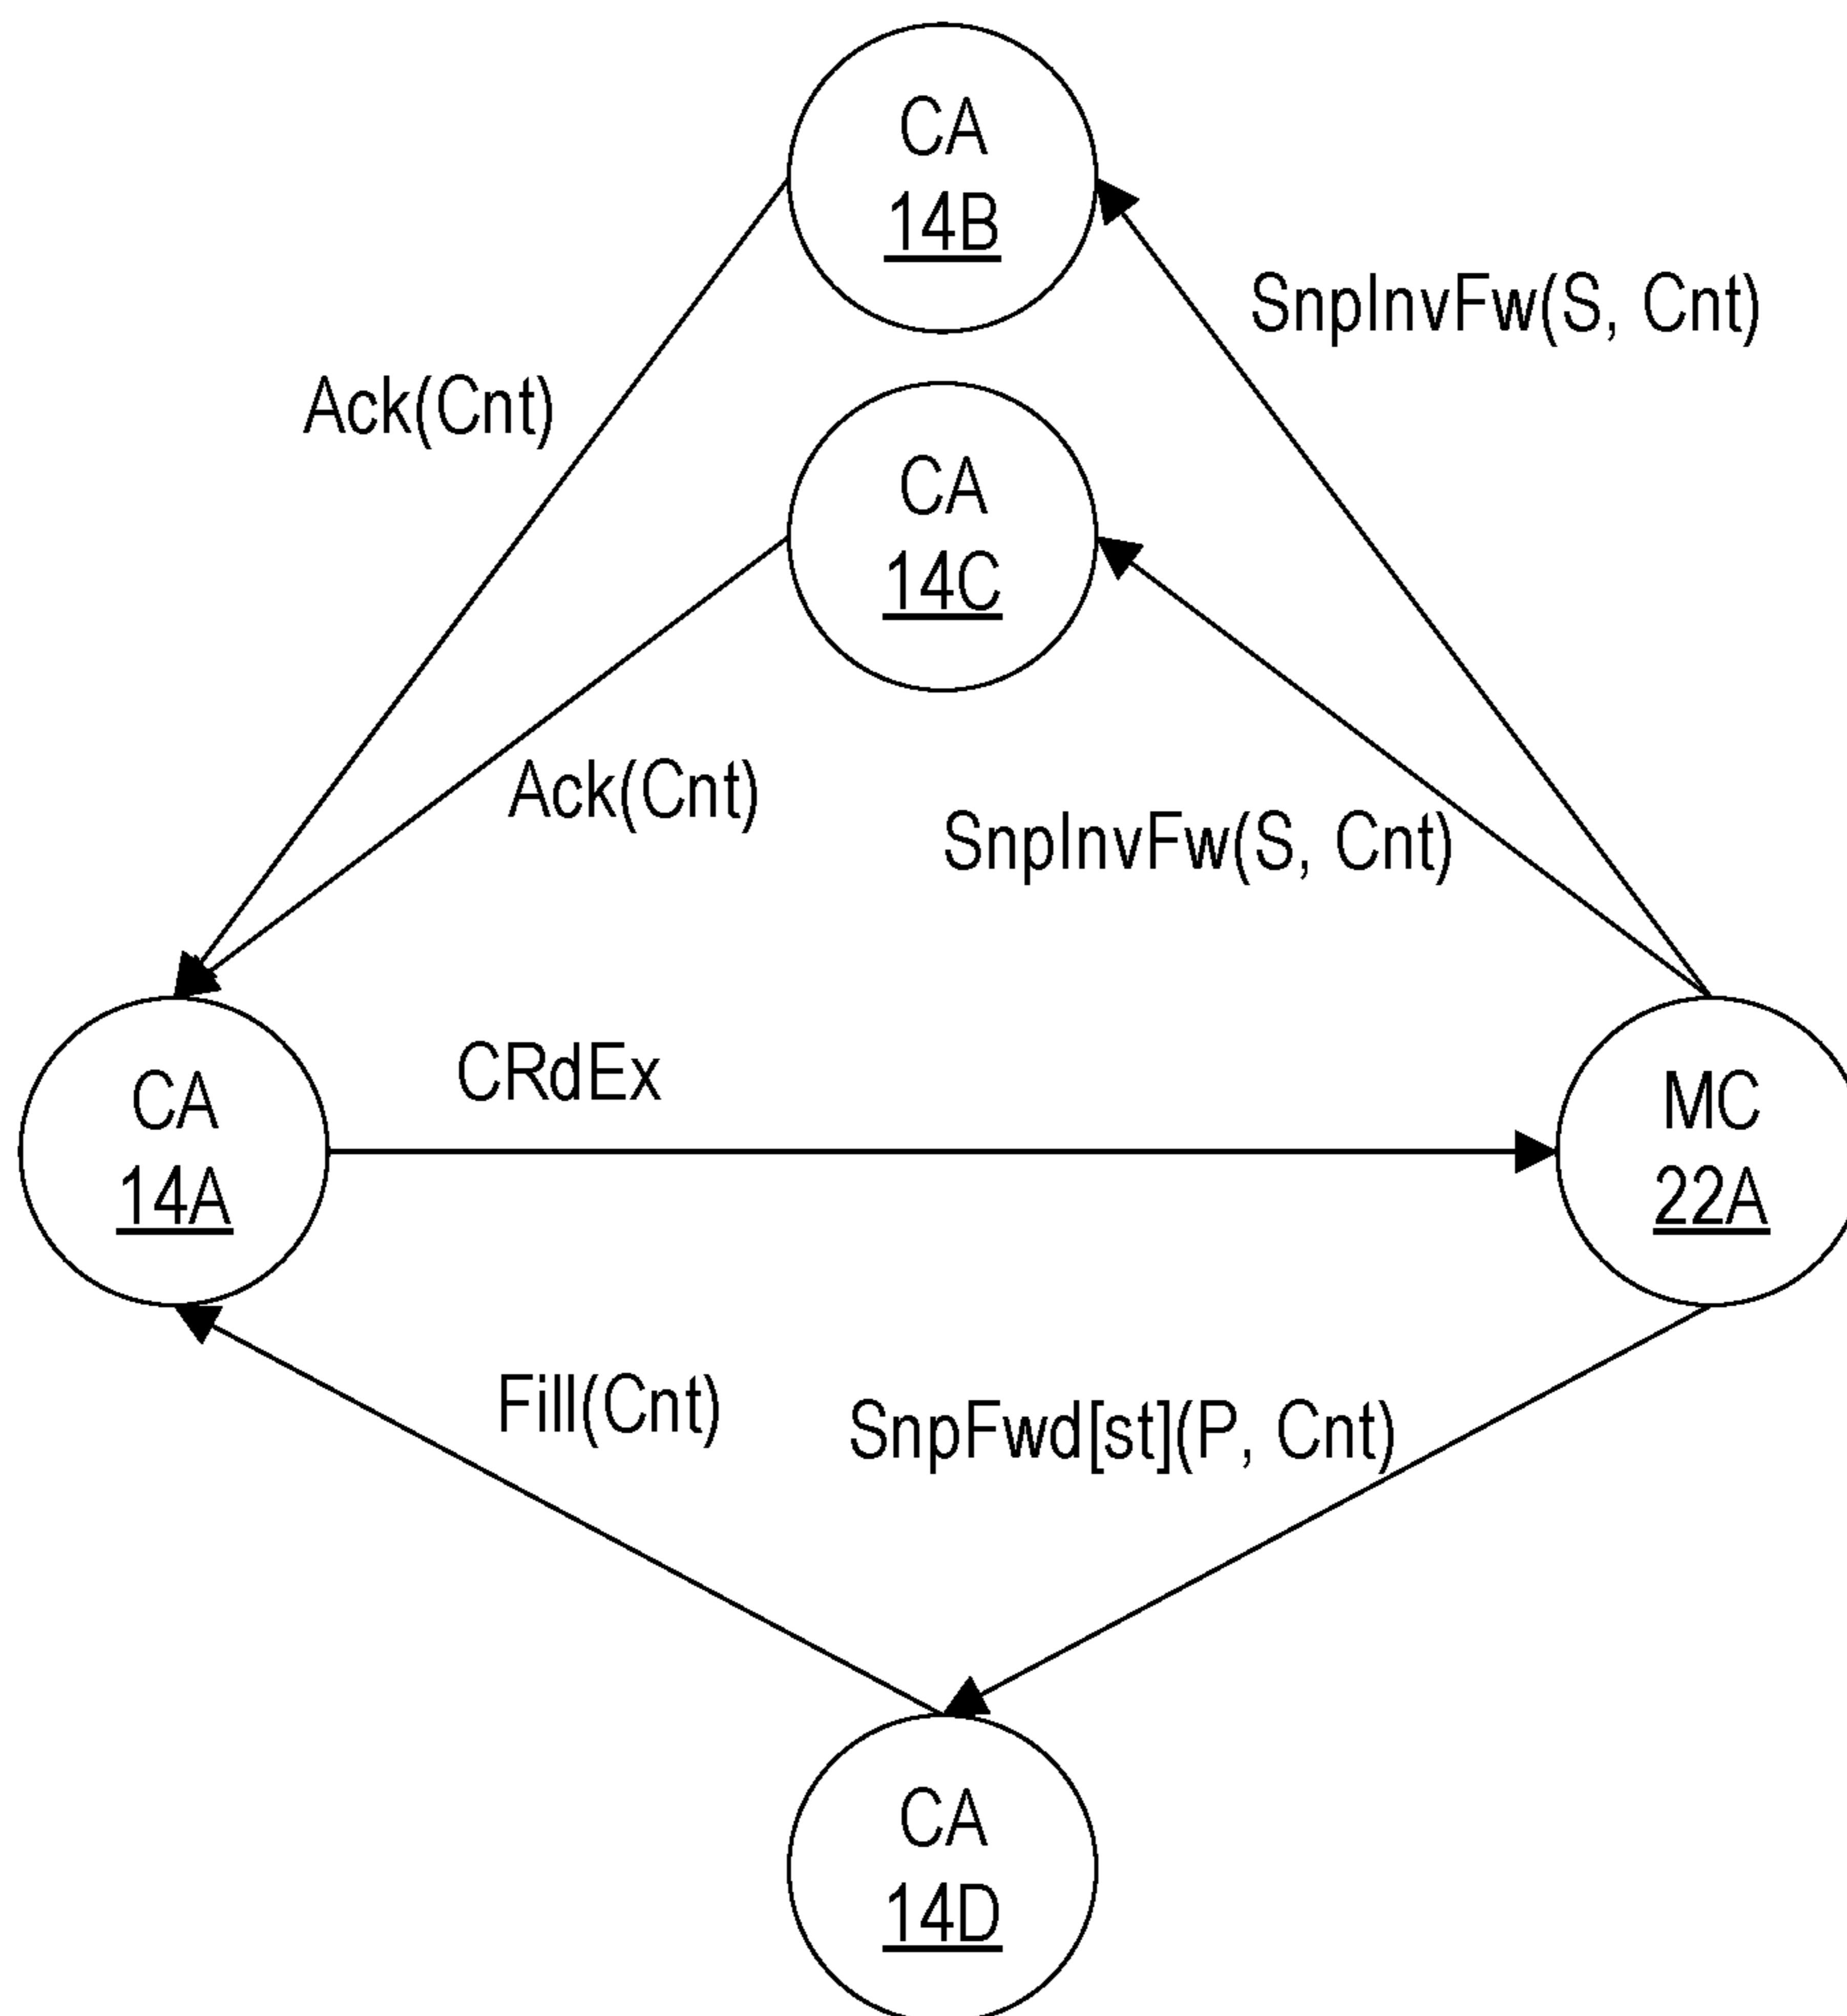 CA
14B
SnpInvFw(S, Cnt)
Ack(Cnt)
CA
14C
Ack(Cnt)
SnpInvFw(S, Cnt)
CA
14A
CRdEx
MC
22A
Fill(Cnt)
SnpFwd[st](P, Cnt)
CA
14D